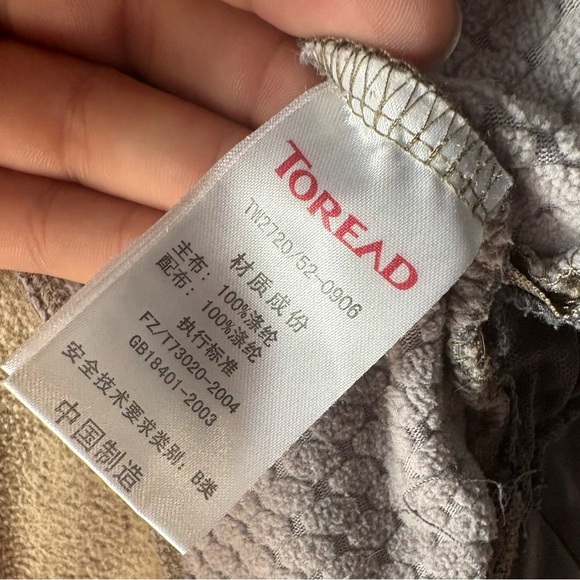 TOREAD
TW2720/52-0906
材质成份
主布: 100%涤纶
配布: 100%涤纶
执行标准
FZ/T73020-2004
GB18401-2003
安全技术要求类别: B类
中国制造